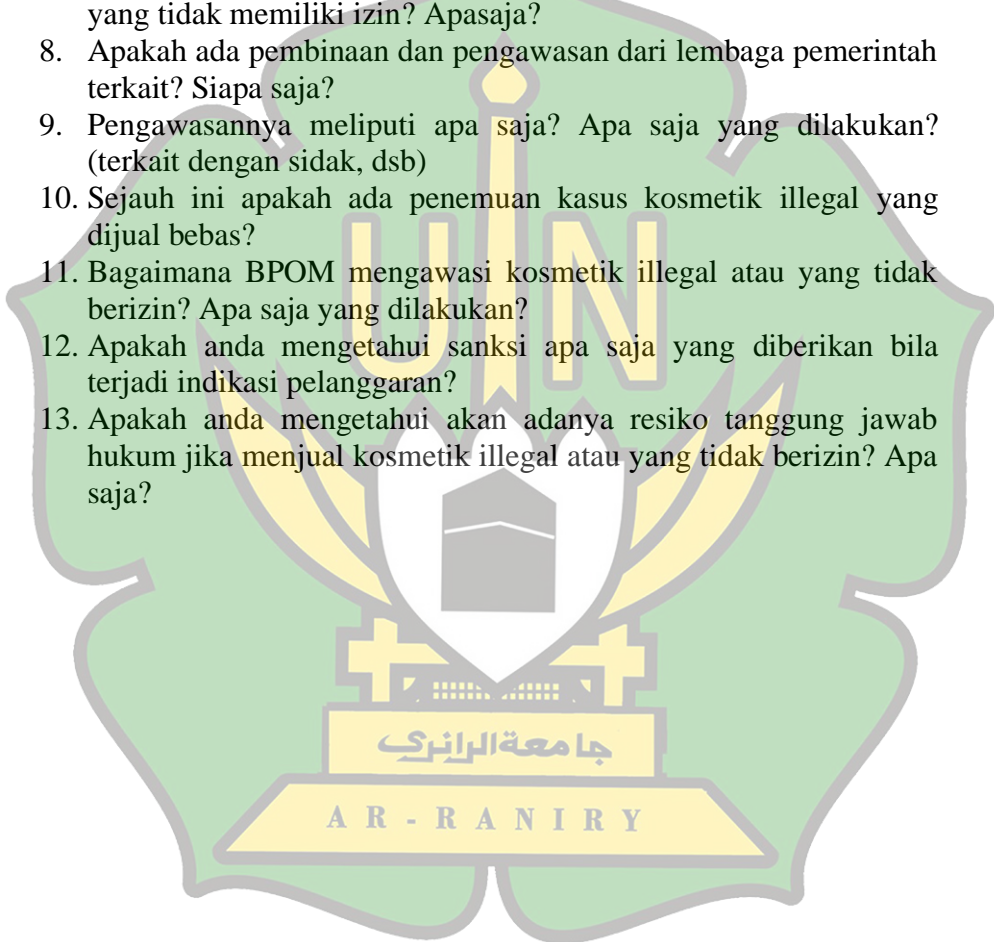 yang tidak memiliki izin? Apasaja?
8. Apakah ada pembinaan dan pengawasan dari lembaga pemerintah
terkait? Siapa saja?
9. Pengawasannya meliputi apa saja? Apa saja yang dilakukan?
(terkait dengan sidak, dsb)
10. Sejauh ini apakah ada penemuan kasus kosmetik illegal yang
dijual bebas?
11. Bagaimana BPOM mengawasi kosmetik illegal atau yang tidak
berizin? Apa saja yang dilakukan?
12. Apakah anda mengetahui sanksi apa saja yang diberikan bila
terjadi indikasi pelanggaran?
13. Apakah anda mengetahui akan adanya resiko tanggung jawab
hukum jika menjual kosmetik illegal atau yang tidak berizin? Apa
saja?
UIN
جامعةالرانرك
AR-RANIRY